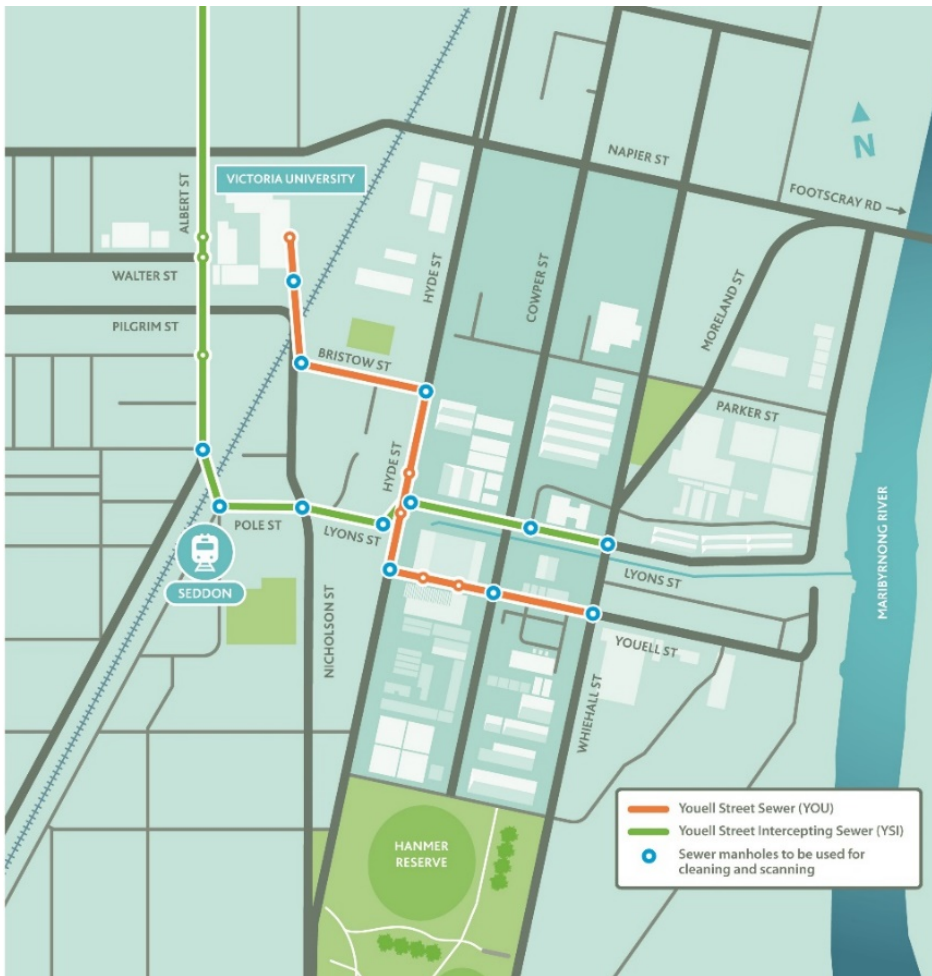 NAPIER ST
N
FOOTSCRAY RD
VICTORIA UNIVERSITY
ALBERT ST
HYDE ST
COWPER ST
MORELAND ST
WALTER ST
PILGRIM ST
BRISTOW ST
PARKER ST
HYDE ST
POLE ST
LYONS ST
LYONS ST
SEDDON
NICHOLSON ST
YOUELL ST
MARIBYRNONG RIVER
WHIEHALL ST
HANMER
RESERVE
Youell Street Sewer (YOU)
Youell Street Intercepting Sewer (YSI)
Sewer manholes to be used for
cleaning and scanning